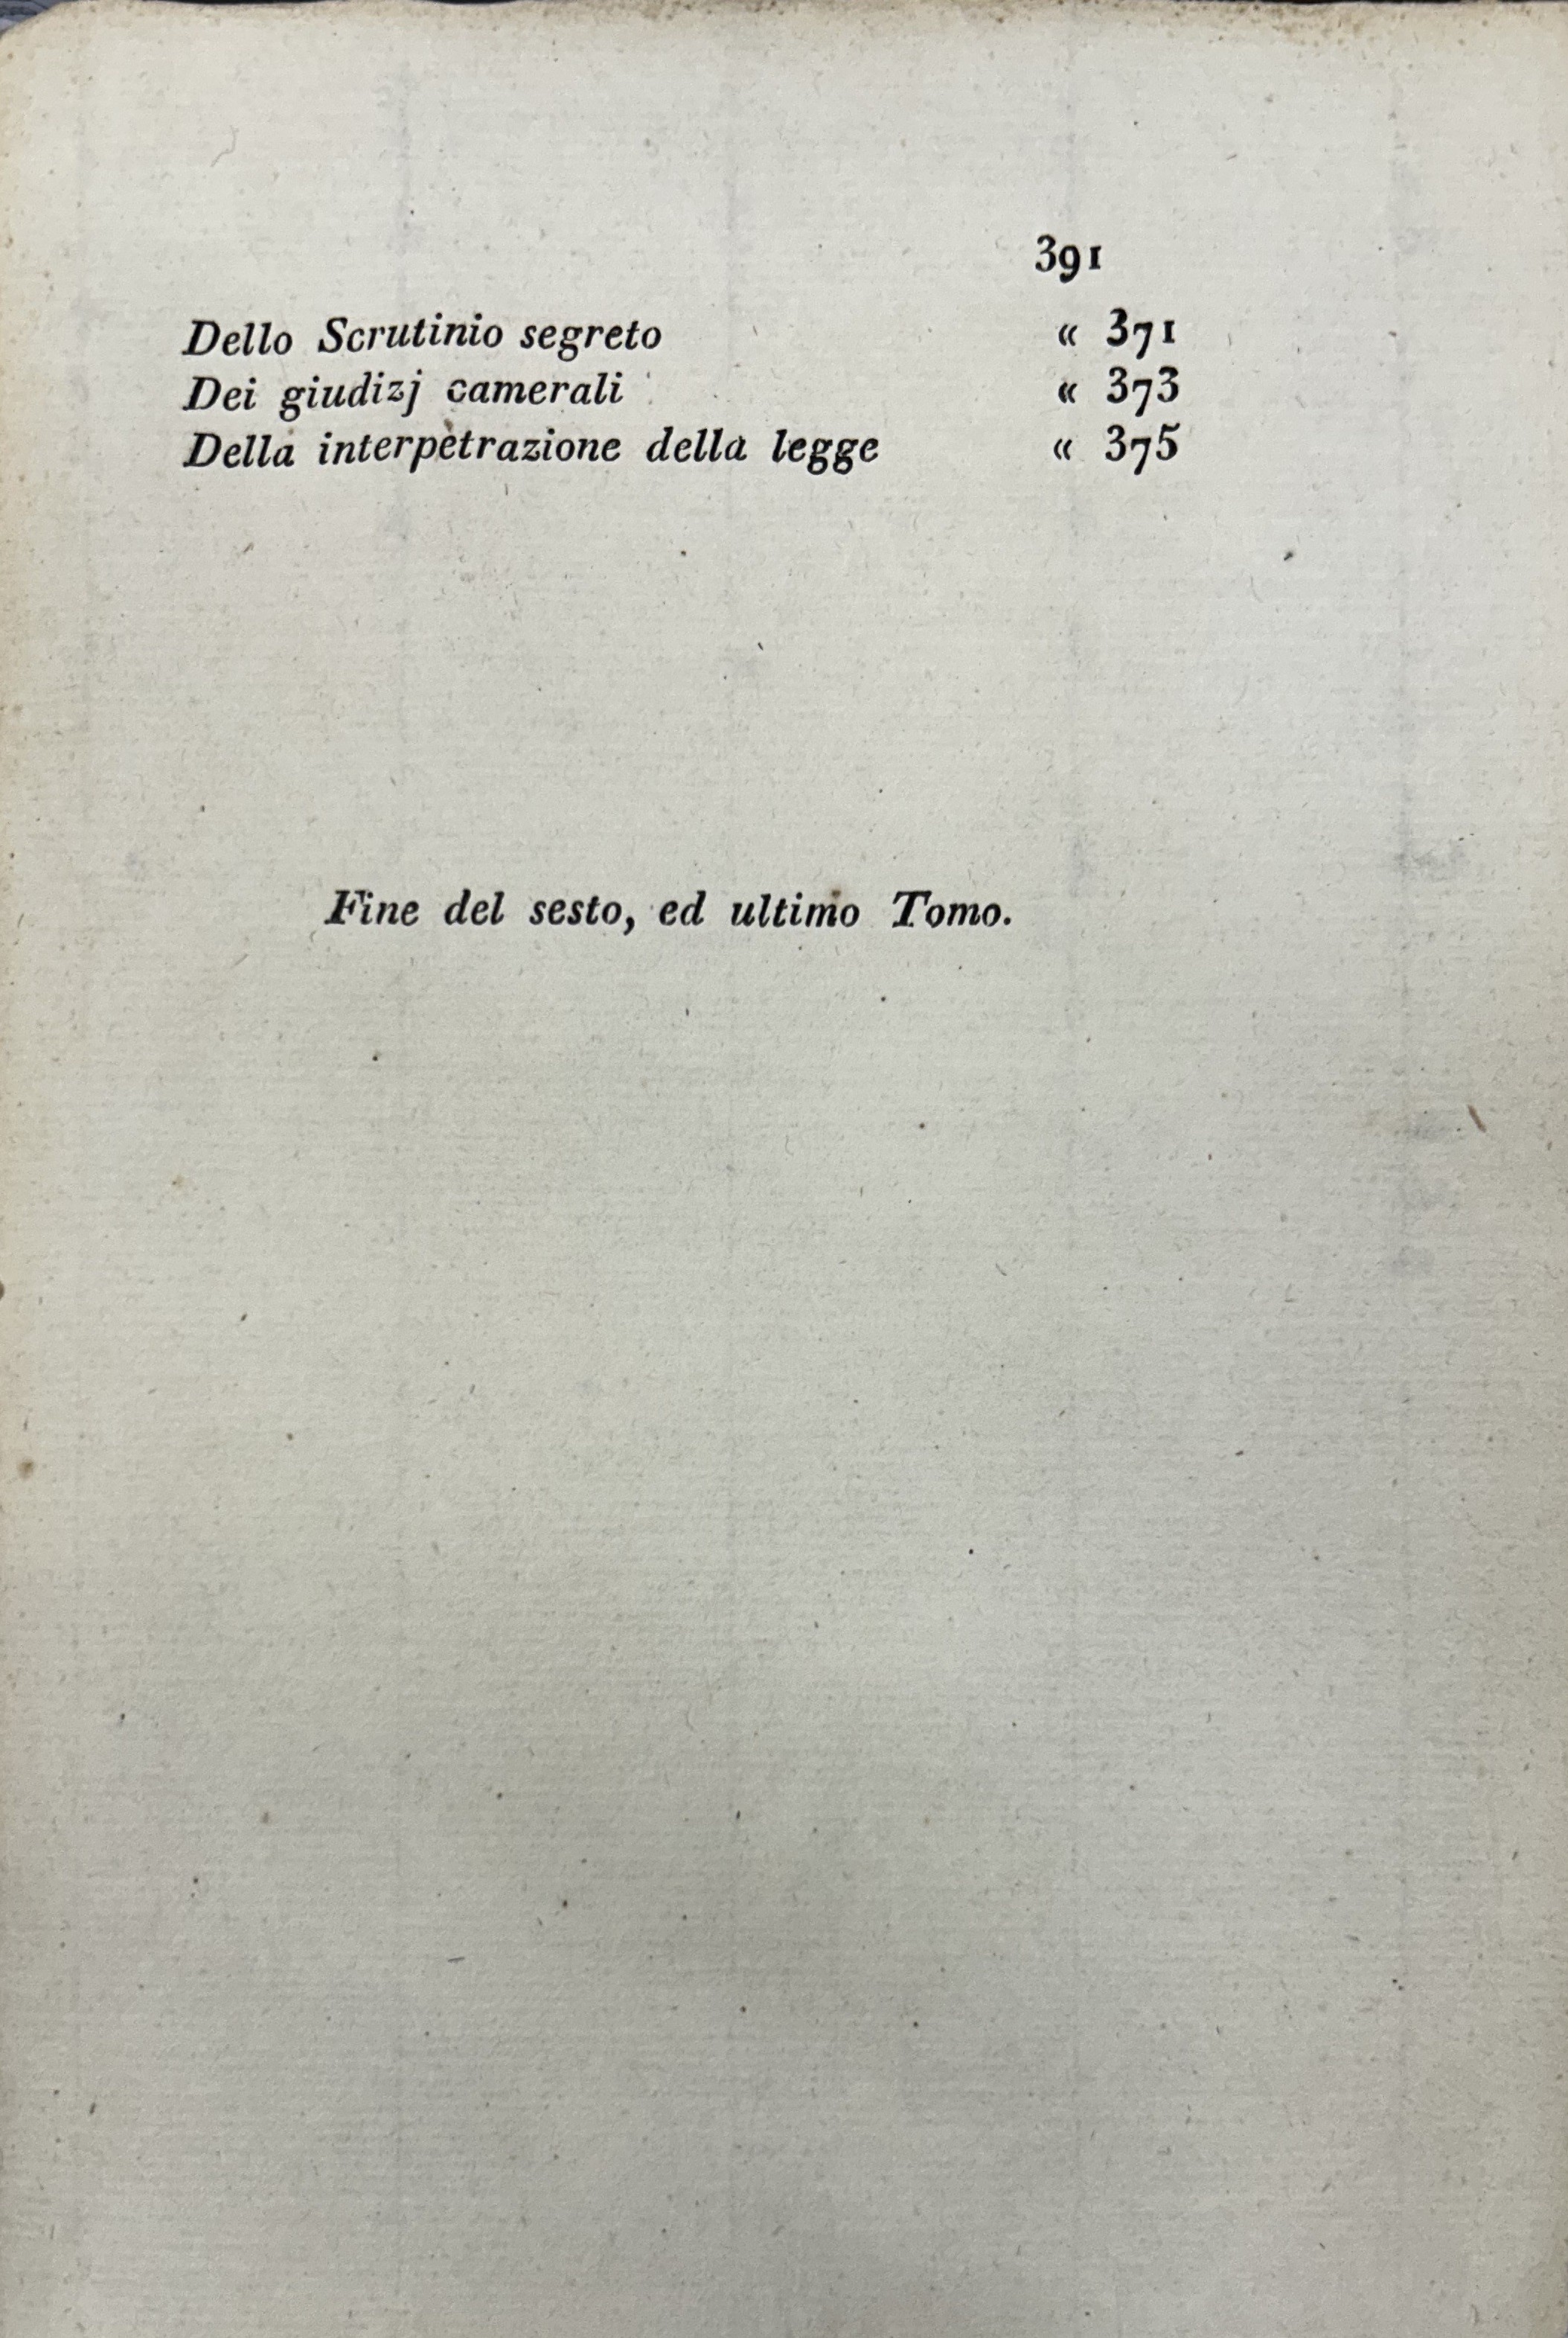 391
Dello Scrutinio segreto « 371
Dei giudizj camerali « 373
Della interpetrazione della legge « 375
Fine del sesto, ed ultimo Tomo.